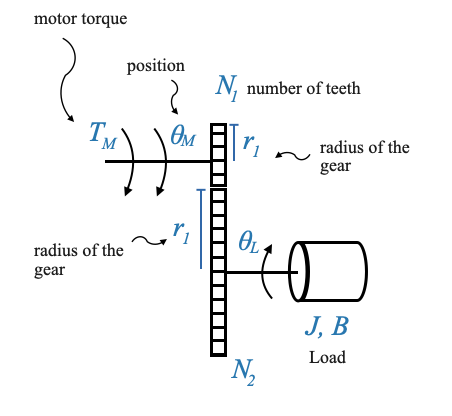 motor torque
position
N1 number of teeth
TM
θM
r1
radius of the
gear
r1
radius of the
gear
θL
J, B
Load
N2